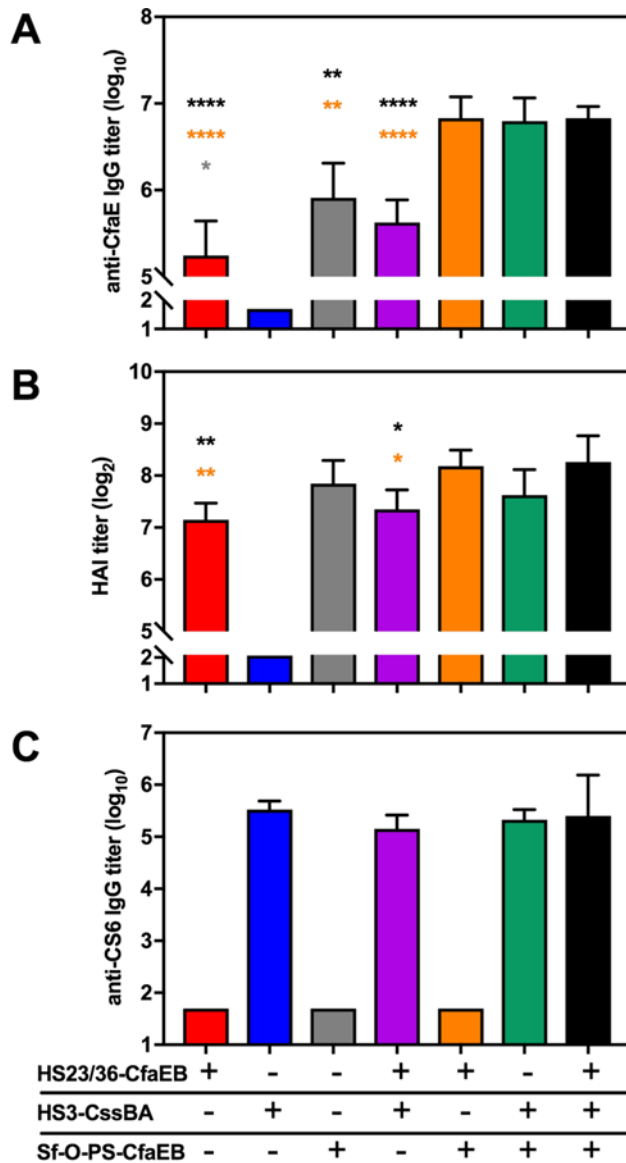 A
anti-CfaE IgG titer (log10)
8
7
6
5
2
1
**** ** ****
**** ** ****
*
B
HAI titer (log2)
10
9
8
7
6
5
2
1
** *
** *
C
anti-CS6 IgG titer (log10)
7
6
5
4
3
2
1
HS23/36-CfaEB + - - + + - +
HS3-CssBA - + - + - + +
Sf-O-PS-CfaEB - - + - + + +